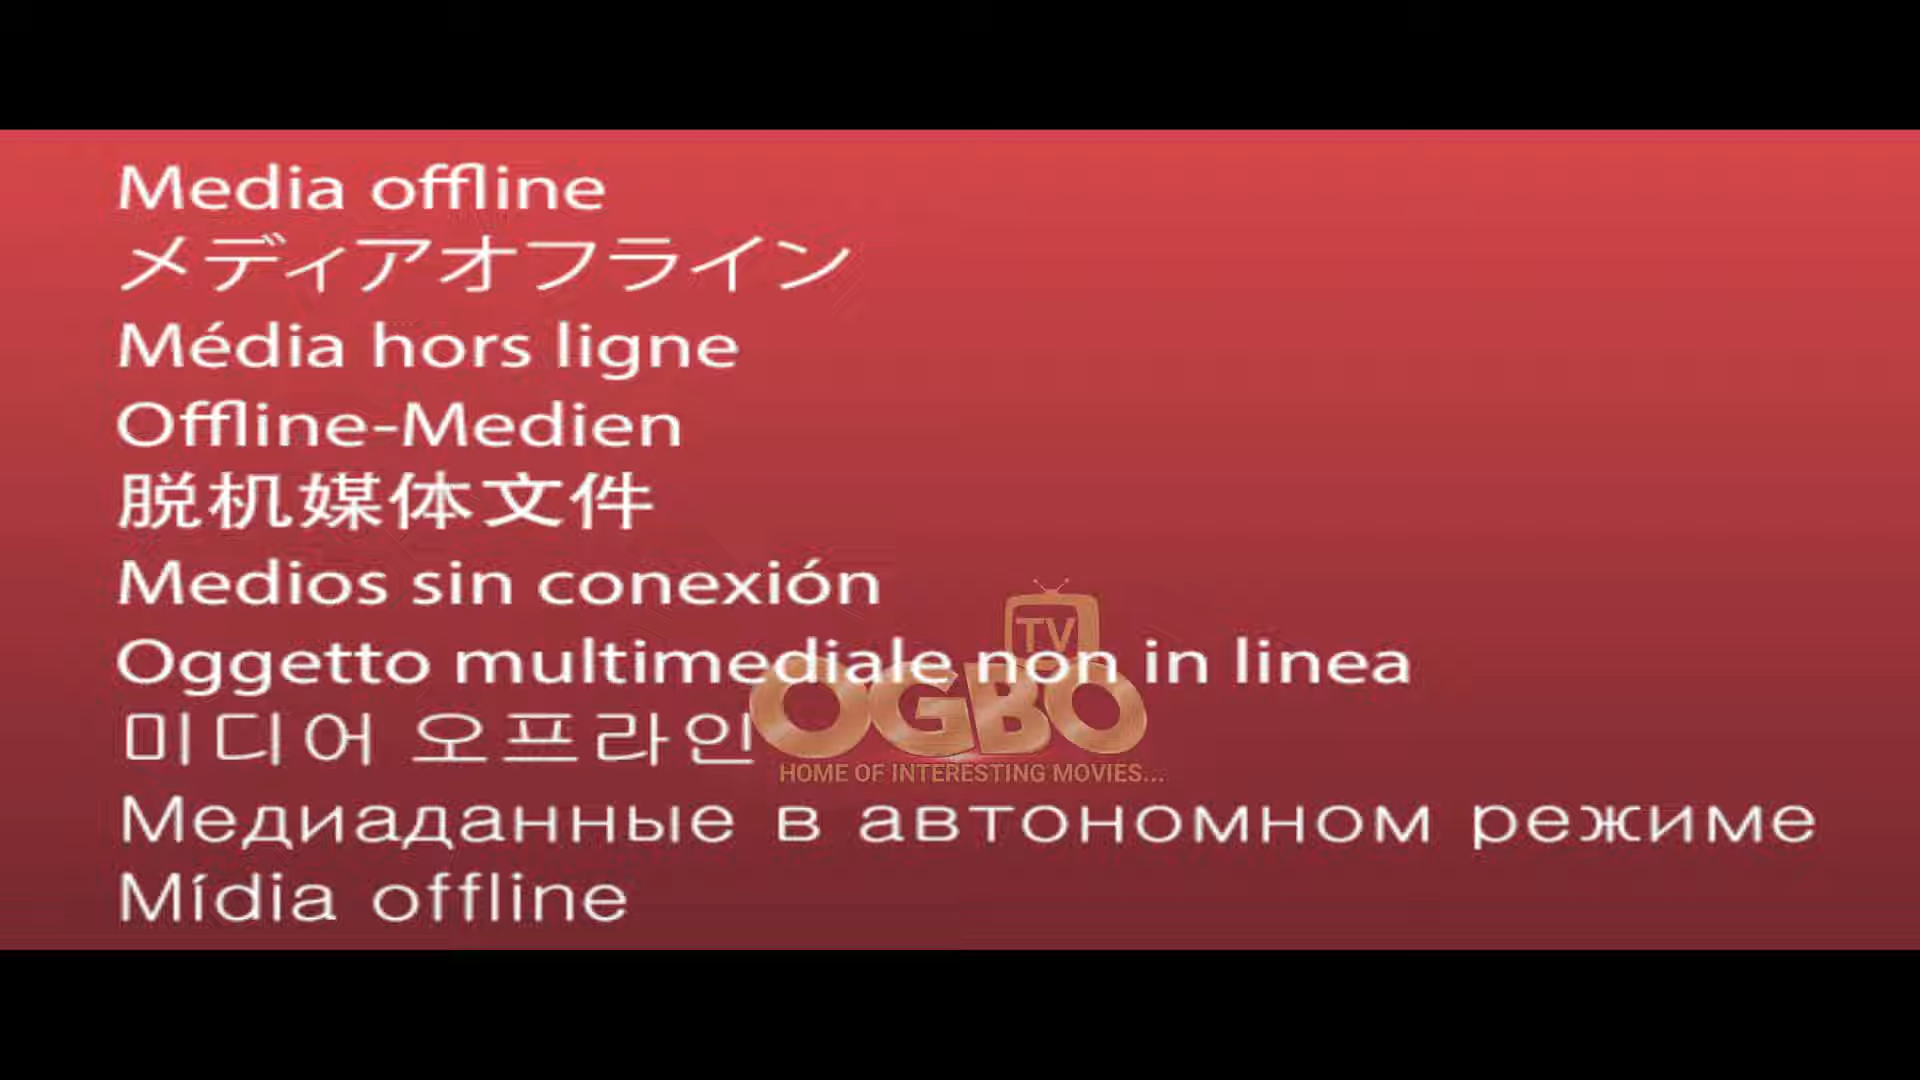 Media offline
メディアオフライン
Média hors ligne
Offline-Medien
脱机媒体文件
Medios sin conexión
TV
Oggetto multimediale non in linea
OGBO
미디어 오프라인
HOME OF INTERESTING MOVIES...
Медиаданные в автономном режиме
Mídia offline